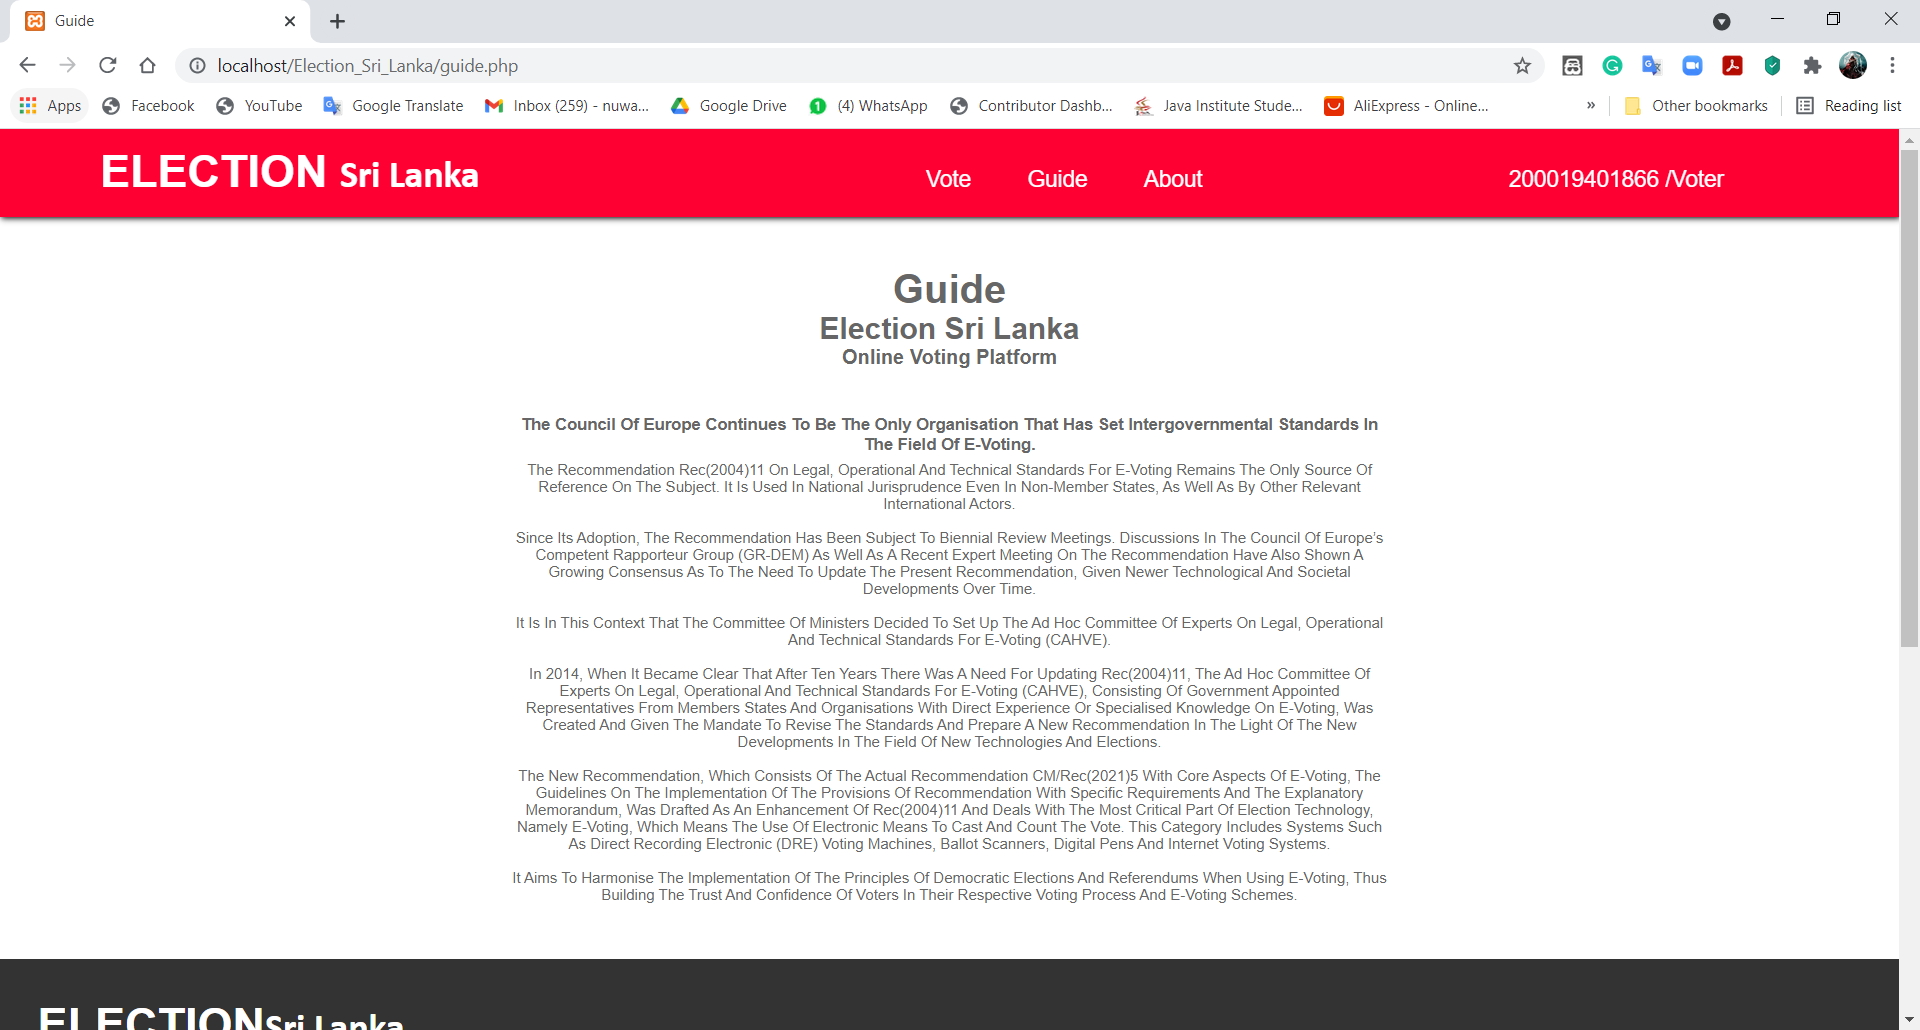 Guide
localhost/Election_Sri_Lanka/guide.php
Apps Facebook YouTube Google Translate Inbox (259) - nuwa... Google Drive (4) WhatsApp Contributor Dashb... Java Institute Stude... AliExpress - Online... » Other bookmarks Reading list
ELECTION Sri Lanka Vote Guide About 200019401866 /Voter
Guide
Election Sri Lanka
Online Voting Platform
The Council Of Europe Continues To Be The Only Organisation That Has Set Intergovernmental Standards In
The Field Of E-Voting.
The Recommendation Rec(2004)11 On Legal, Operational And Technical Standards For E-Voting Remains The Only Source Of
Reference On The Subject. It Is Used In National Jurisprudence Even In Non-Member States, As Well As By Other Relevant
International Actors.
Since Its Adoption, The Recommendation Has Been Subject To Biennial Review Meetings. Discussions In The Council Of Europe’s
Competent Rapporteur Group (GR-DEM) As Well As A Recent Expert Meeting On The Recommendation Have Also Shown A
Growing Consensus As To The Need To Update The Present Recommendation, Given Newer Technological And Societal
Developments Over Time.
It Is In This Context That The Committee Of Ministers Decided To Set Up The Ad Hoc Committee Of Experts On Legal, Operational
And Technical Standards For E-Voting (CAHVE).
In 2014, When It Became Clear That After Ten Years There Was A Need For Updating Rec(2004)11, The Ad Hoc Committee Of
Experts On Legal, Operational And Technical Standards For E-Voting (CAHVE), Consisting Of Government Appointed
Representatives From Members States And Organisations With Direct Experience Or Specialised Knowledge On E-Voting, Was
Created And Given The Mandate To Revise The Standards And Prepare A New Recommendation In The Light Of The New
Developments In The Field Of New Technologies And Elections.
The New Recommendation, Which Consists Of The Actual Recommendation CM/Rec(2021)5 With Core Aspects Of E-Voting, The
Guidelines On The Implementation Of The Provisions Of Recommendation With Specific Requirements And The Explanatory
Memorandum, Was Drafted As An Enhancement Of Rec(2004)11 And Deals With The Most Critical Part Of Election Technology,
Namely E-Voting, Which Means The Use Of Electronic Means To Cast And Count The Vote. This Category Includes Systems Such
As Direct Recording Electronic (DRE) Voting Machines, Ballot Scanners, Digital Pens And Internet Voting Systems.
It Aims To Harmonise The Implementation Of The Principles Of Democratic Elections And Referendums When Using E-Voting, Thus
Building The Trust And Confidence Of Voters In Their Respective Voting Process And E-Voting Schemes.
ELECTION Sri Lanka